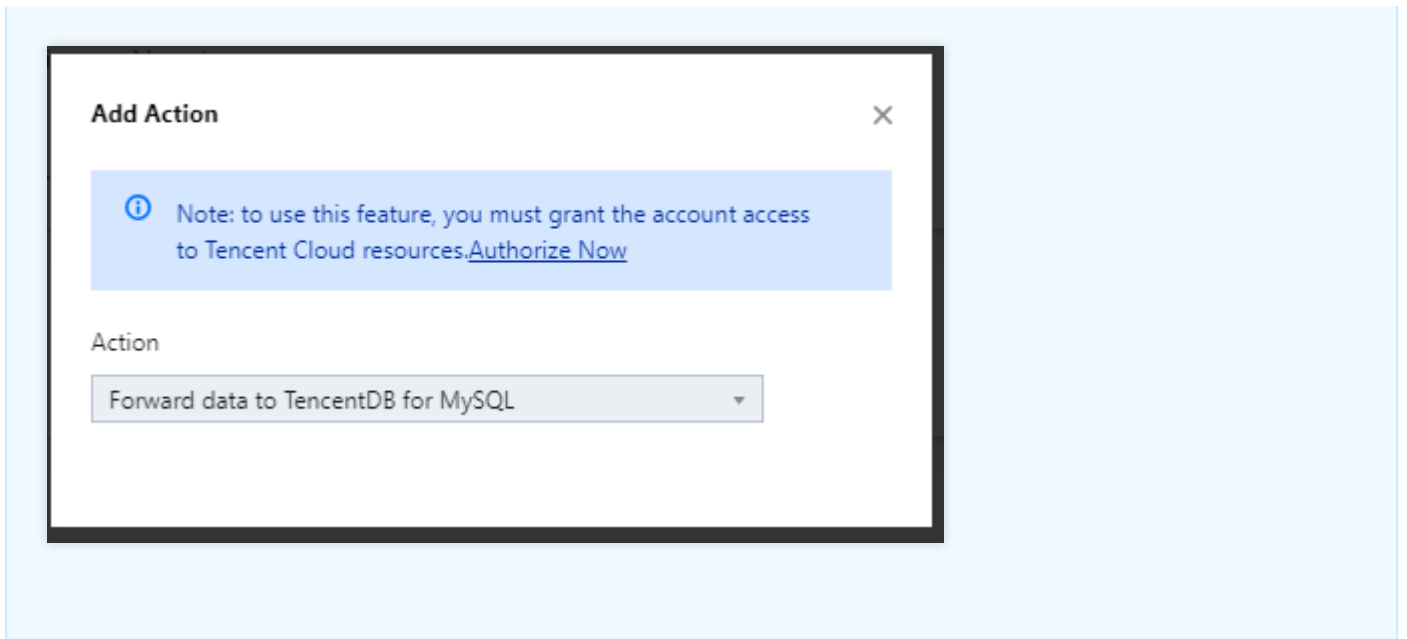 Add Action
Note: to use this feature, you must grant the account access
to Tencent Cloud resources.Authorize Now
Action
Forward data to TencentDB for MySQL